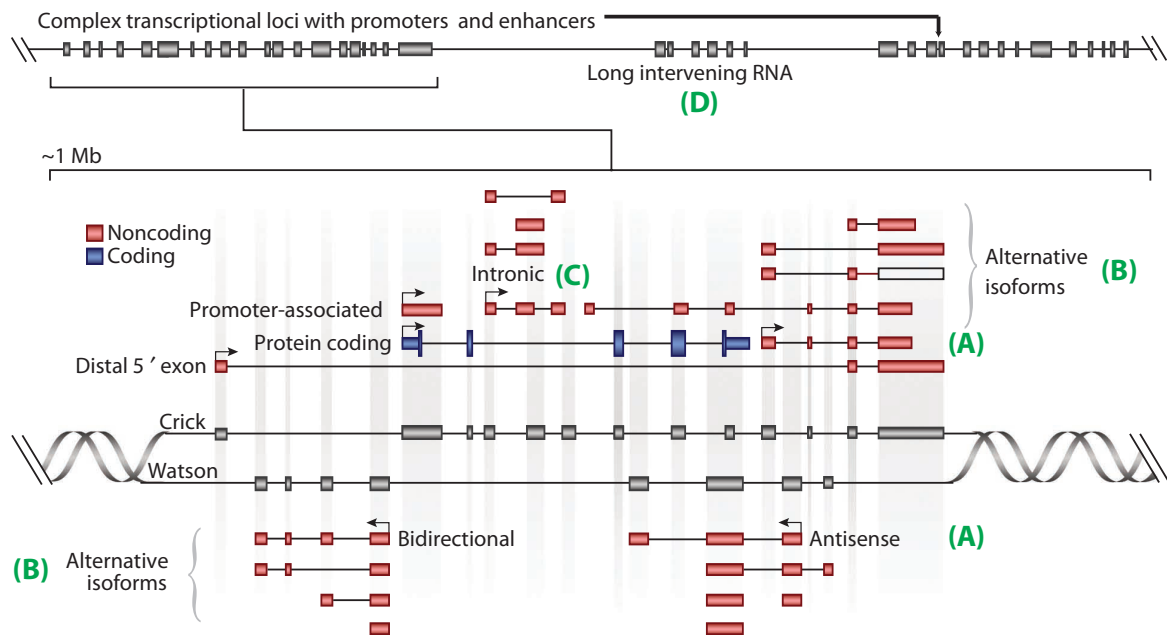 Complex transcriptional loci with promoters and enhancers
Long intervening RNA
(D)
~1 Mb
Noncoding
Coding
Intronic (C)
Alternative
isoforms
(B)
Promoter-associated
Protein coding
(A)
Distal 5 ′ exon
Crick
Watson
Bidirectional
Antisense
(A)
(B)
Alternative
isoforms